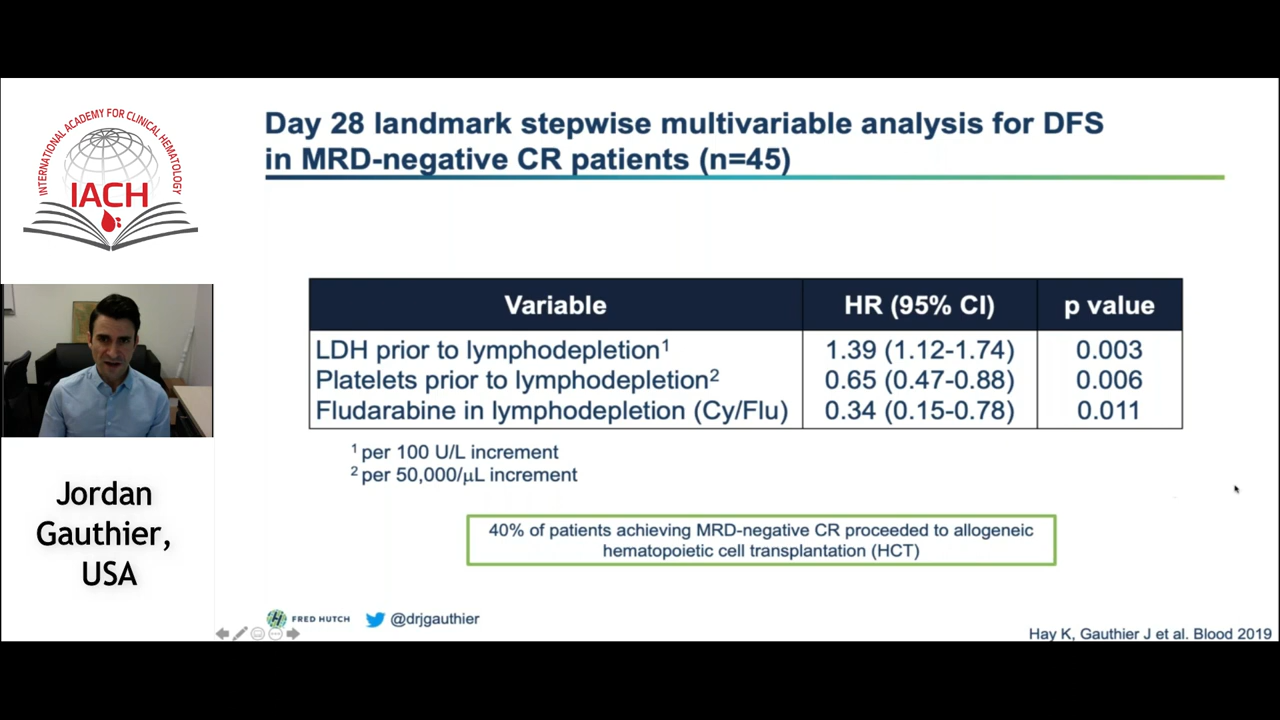 INTERNATIONAL ACADEMY FOR CLINICAL HEMATOLOGY
IACH
Jordan
Gauthier,
USA
Day 28 landmark stepwise multivariable analysis for DFS
in MRD-negative CR patients (n=45)
Variable HR (95% CI) p value
LDH prior to lymphodepletion¹ 1.39 (1.12-1.74) 0.003
Platelets prior to lymphodepletion² 0.65 (0.47-0.88) 0.006
Fludarabine in lymphodepletion (Cy/Flu) 0.34 (0.15-0.78) 0.011
¹ per 100 U/L increment
² per 50,000/μL increment
40% of patients achieving MRD-negative CR proceeded to allogeneic
hematopoietic cell transplantation (HCT)
FRED HUTCH @drjgauthier
Hay K, Gauthier J et al. Blood 2019